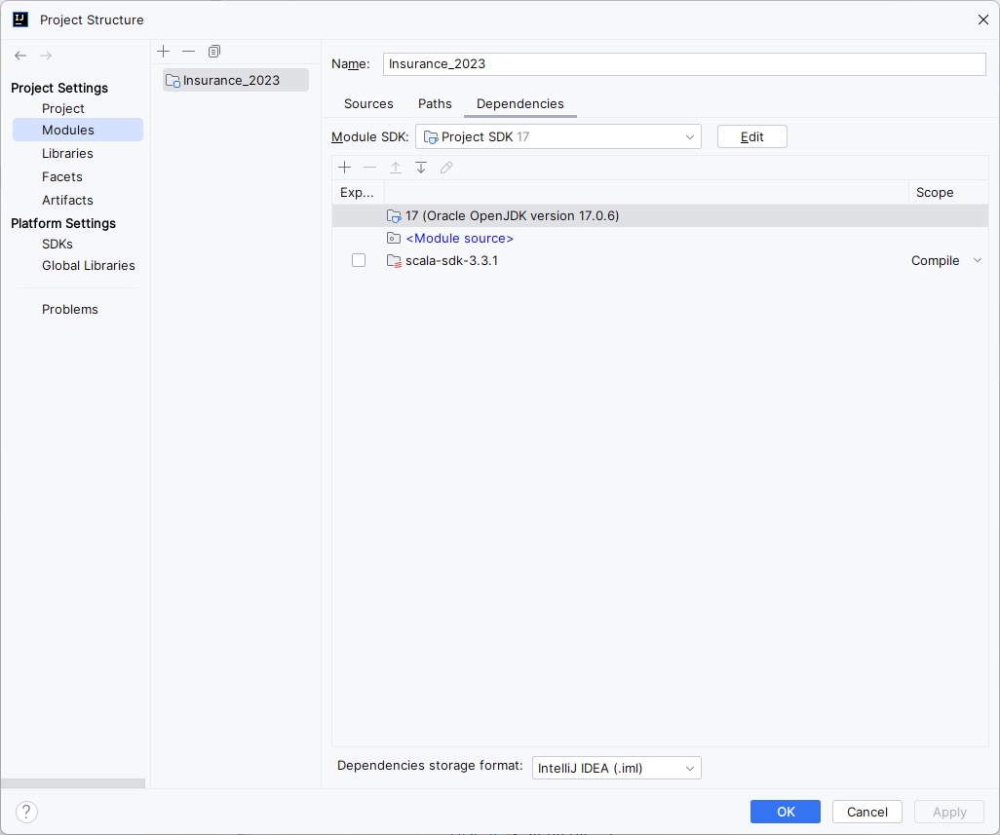 Project Structure
Project Settings
Project
Modules
Libraries
Facets
Artifacts
Platform Settings
SDKs
Global Libraries
Problems
Insurance_2023
Name: Insurance_2023
Sources Paths Dependencies
Module SDK: Project SDK 17 Edit
Exp... Scope
17 (Oracle OpenJDK version 17.0.6)
<Module source>
scala-sdk-3.3.1 Compile
Dependencies storage format: IntelliJ IDEA (.iml)
? OK Cancel Apply